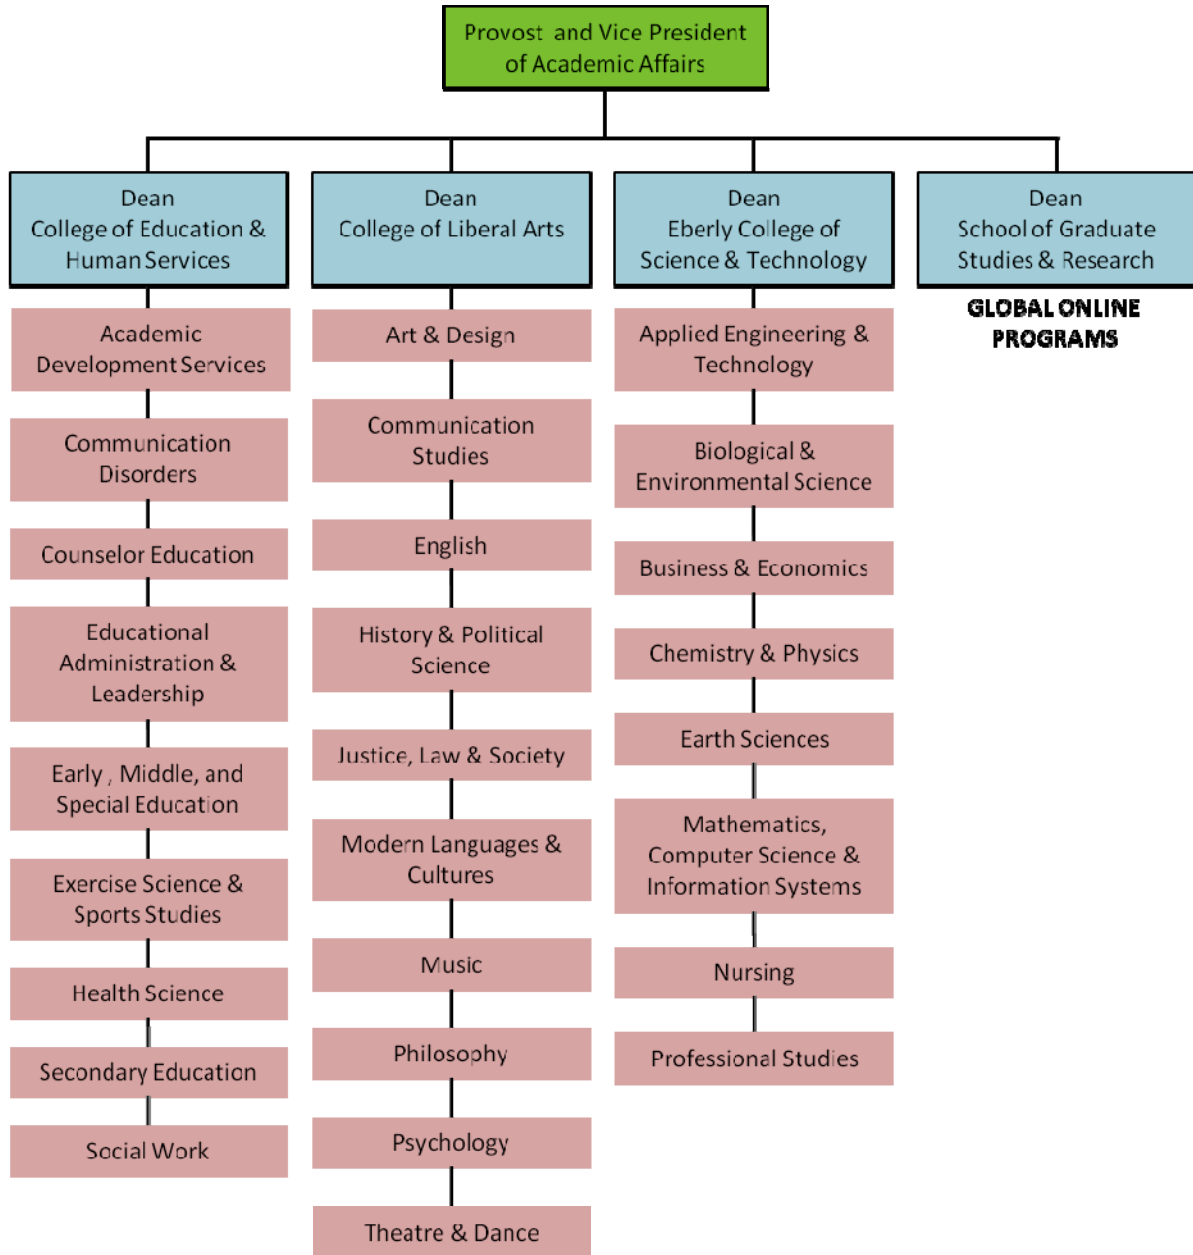 Provost and Vice President
of Academic Affairs
Dean
College of Education &
Human Services
Academic
Development Services
Communication
Disorders
Counselor Education
Educational
Administration &
Leadership
Early , Middle, and
Special Education
Exercise Science &
Sports Studies
Health Science
Secondary Education
Social Work
Dean
College of Liberal Arts
Art & Design
Communication
Studies
English
History & Political
Science
Justice, Law & Society
Modern Languages &
Cultures
Music
Philosophy
Psychology
Theatre & Dance
Dean
Eberly College of
Science & Technology
Applied Engineering &
Technology
Biological &
Environmental Science
Business & Economics
Chemistry & Physics
Earth Sciences
Mathematics,
Computer Science &
Information Systems
Nursing
Professional Studies
Dean
School of Graduate
Studies & Research
GLOBAL ONLINE
PROGRAMS